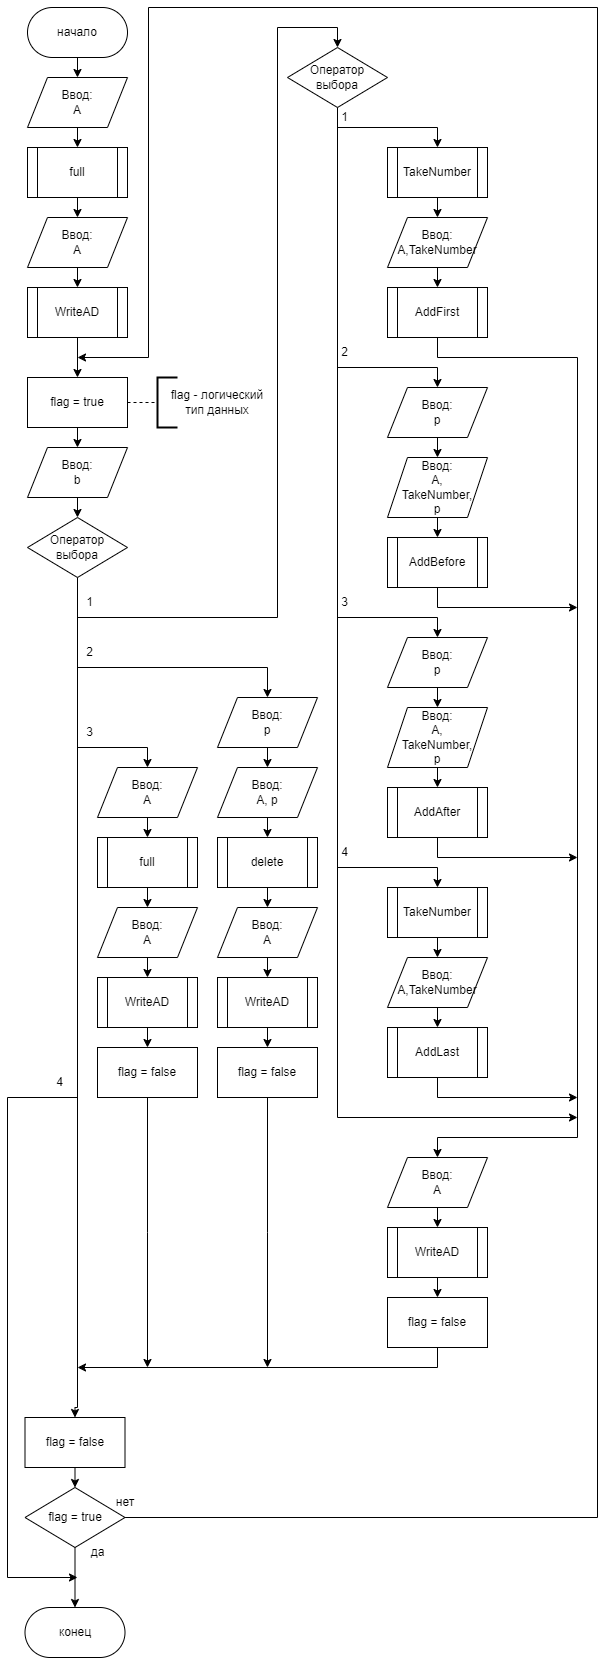 начало
Ввод:
A
full
Ввод:
A
WriteAD
flag = true
flag - логический
тип данных
Ввод:
b
Оператор
выбора
1
2
3
4
Ввод:
A
full
Ввод:
A
WriteAD
flag = false
Ввод:
p
Ввод:
A, p
delete
Ввод:
A
WriteAD
flag = false
Оператор
выбора
1
TakeNumber
Ввод:
A,TakeNumber
AddFirst
2
Ввод:
p
Ввод:
A,
TakeNumber,
p
AddBefore
3
Ввод:
p
Ввод:
A,
TakeNumber,
p
AddAfter
4
TakeNumber
Ввод:
A,TakeNumber
AddLast
Ввод:
A
WriteAD
flag = false
flag = false
flag = true
нет
да
конец